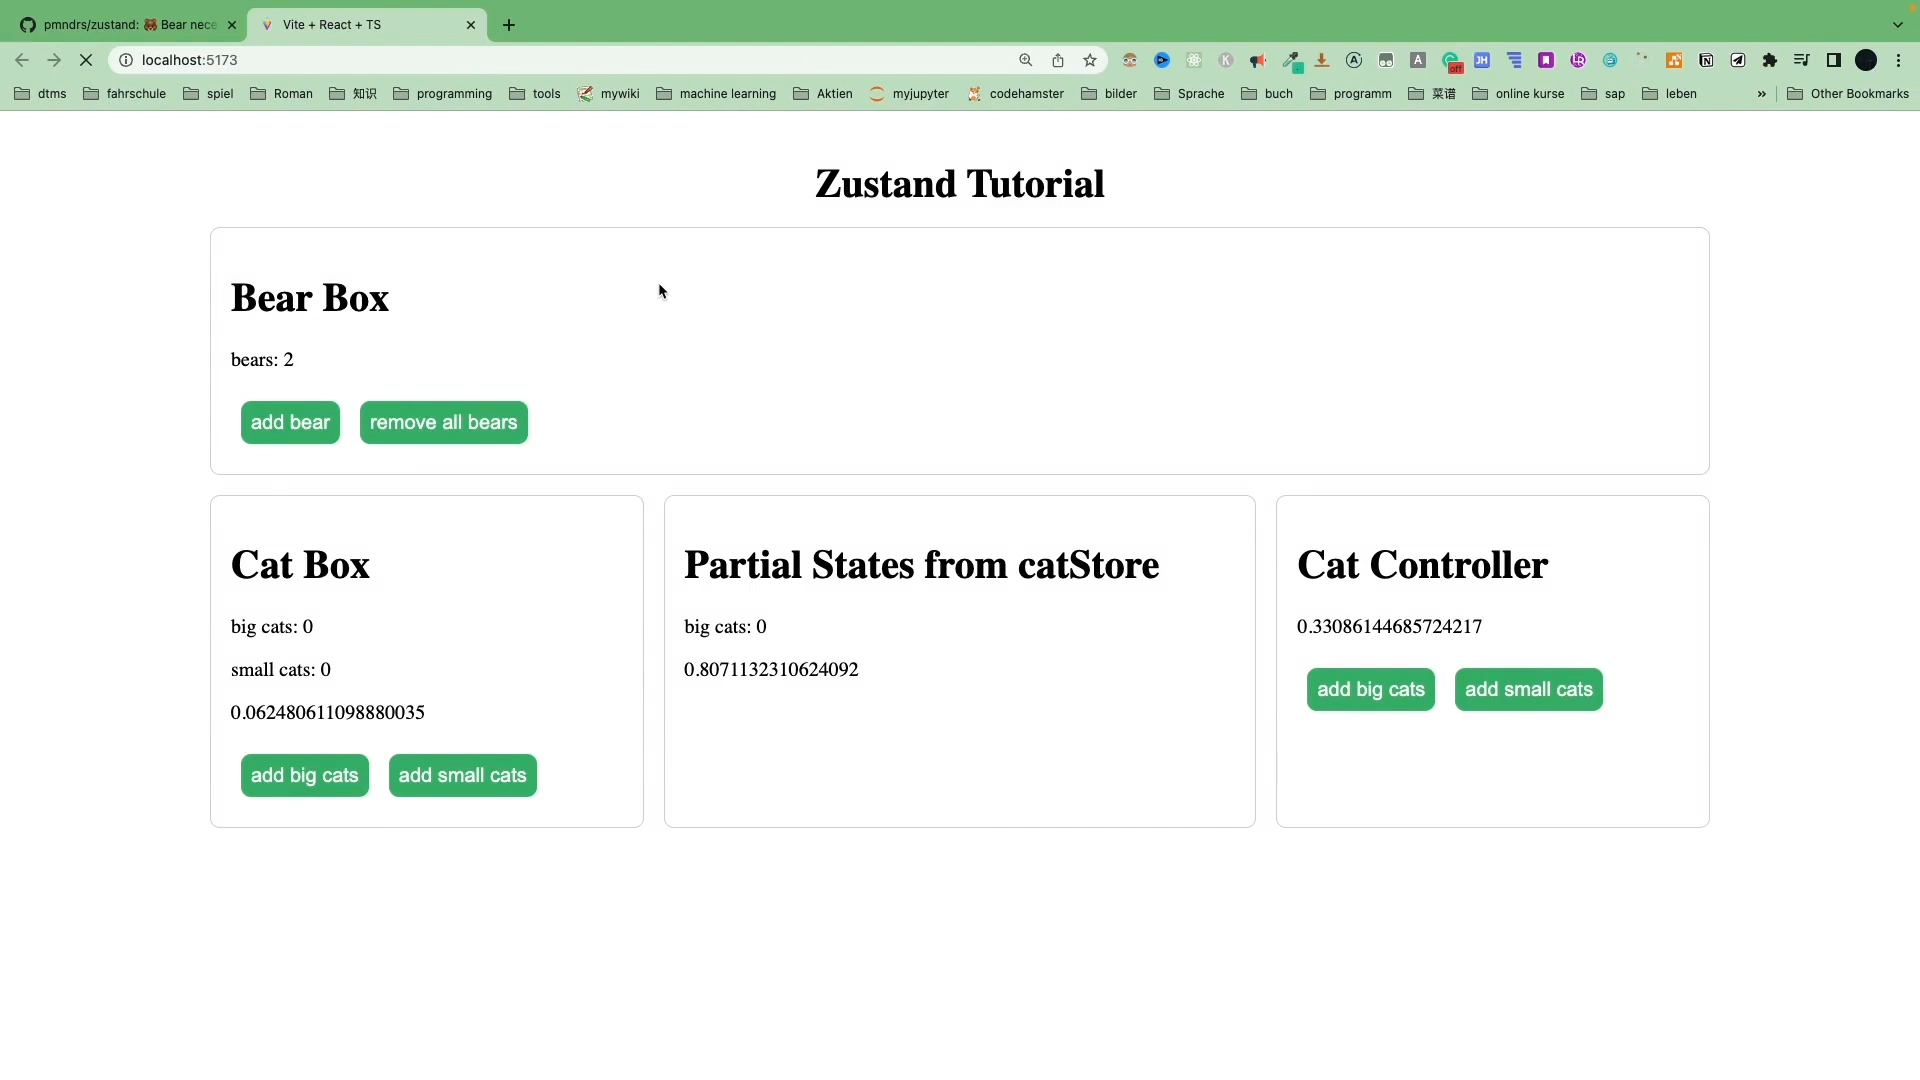 pmndrs/zustand: 🐻 Bear nece
Vite + React + TS
localhost:5173
dtms fahrschule spiel Roman 知识 programming tools mywiki machine learning Aktien myjupyter codehamster bilder Sprache buch programm 菜谱 online kurse sap leben » Other Bookmarks
Zustand Tutorial
Bear Box
bears: 2
add bear remove all bears
Cat Box
big cats: 0
small cats: 0
0.062480611098880035
add big cats add small cats
Partial States from catStore
big cats: 0
0.8071132310624092
Cat Controller
0.33086144685724217
add big cats add small cats